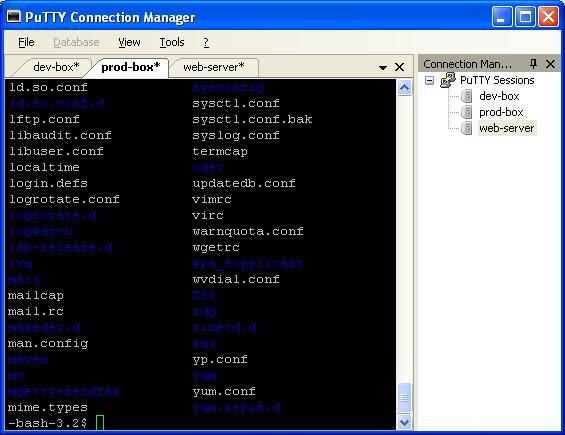 PuTTY Connection Manager
File Database View Tools ?
dev-box* prod-box* web-server*
ld.so.conf sysconfig
ld.so.conf.d sysctl.conf
lftp.conf sysctl.conf.bak
libaudit.conf syslog.conf
libuser.conf termcap
localtime udev
login.defs updatedb.conf
logrotate.conf vimrc
logrotate.d virc
logwatch warnquota.conf
lsb-release.d wgetrc
lvm wpa_supplicant
mail wvdial.conf
mailcap X11
mail.rc xdg
makedev.d xinetd.d
man.config xml
maven yp.conf
mc yum
mgetty+sendfax yum.conf
mime.types yum.repos.d
-bash-3.2$
Connection Man...
PuTTY Sessions
dev-box
prod-box
web-server